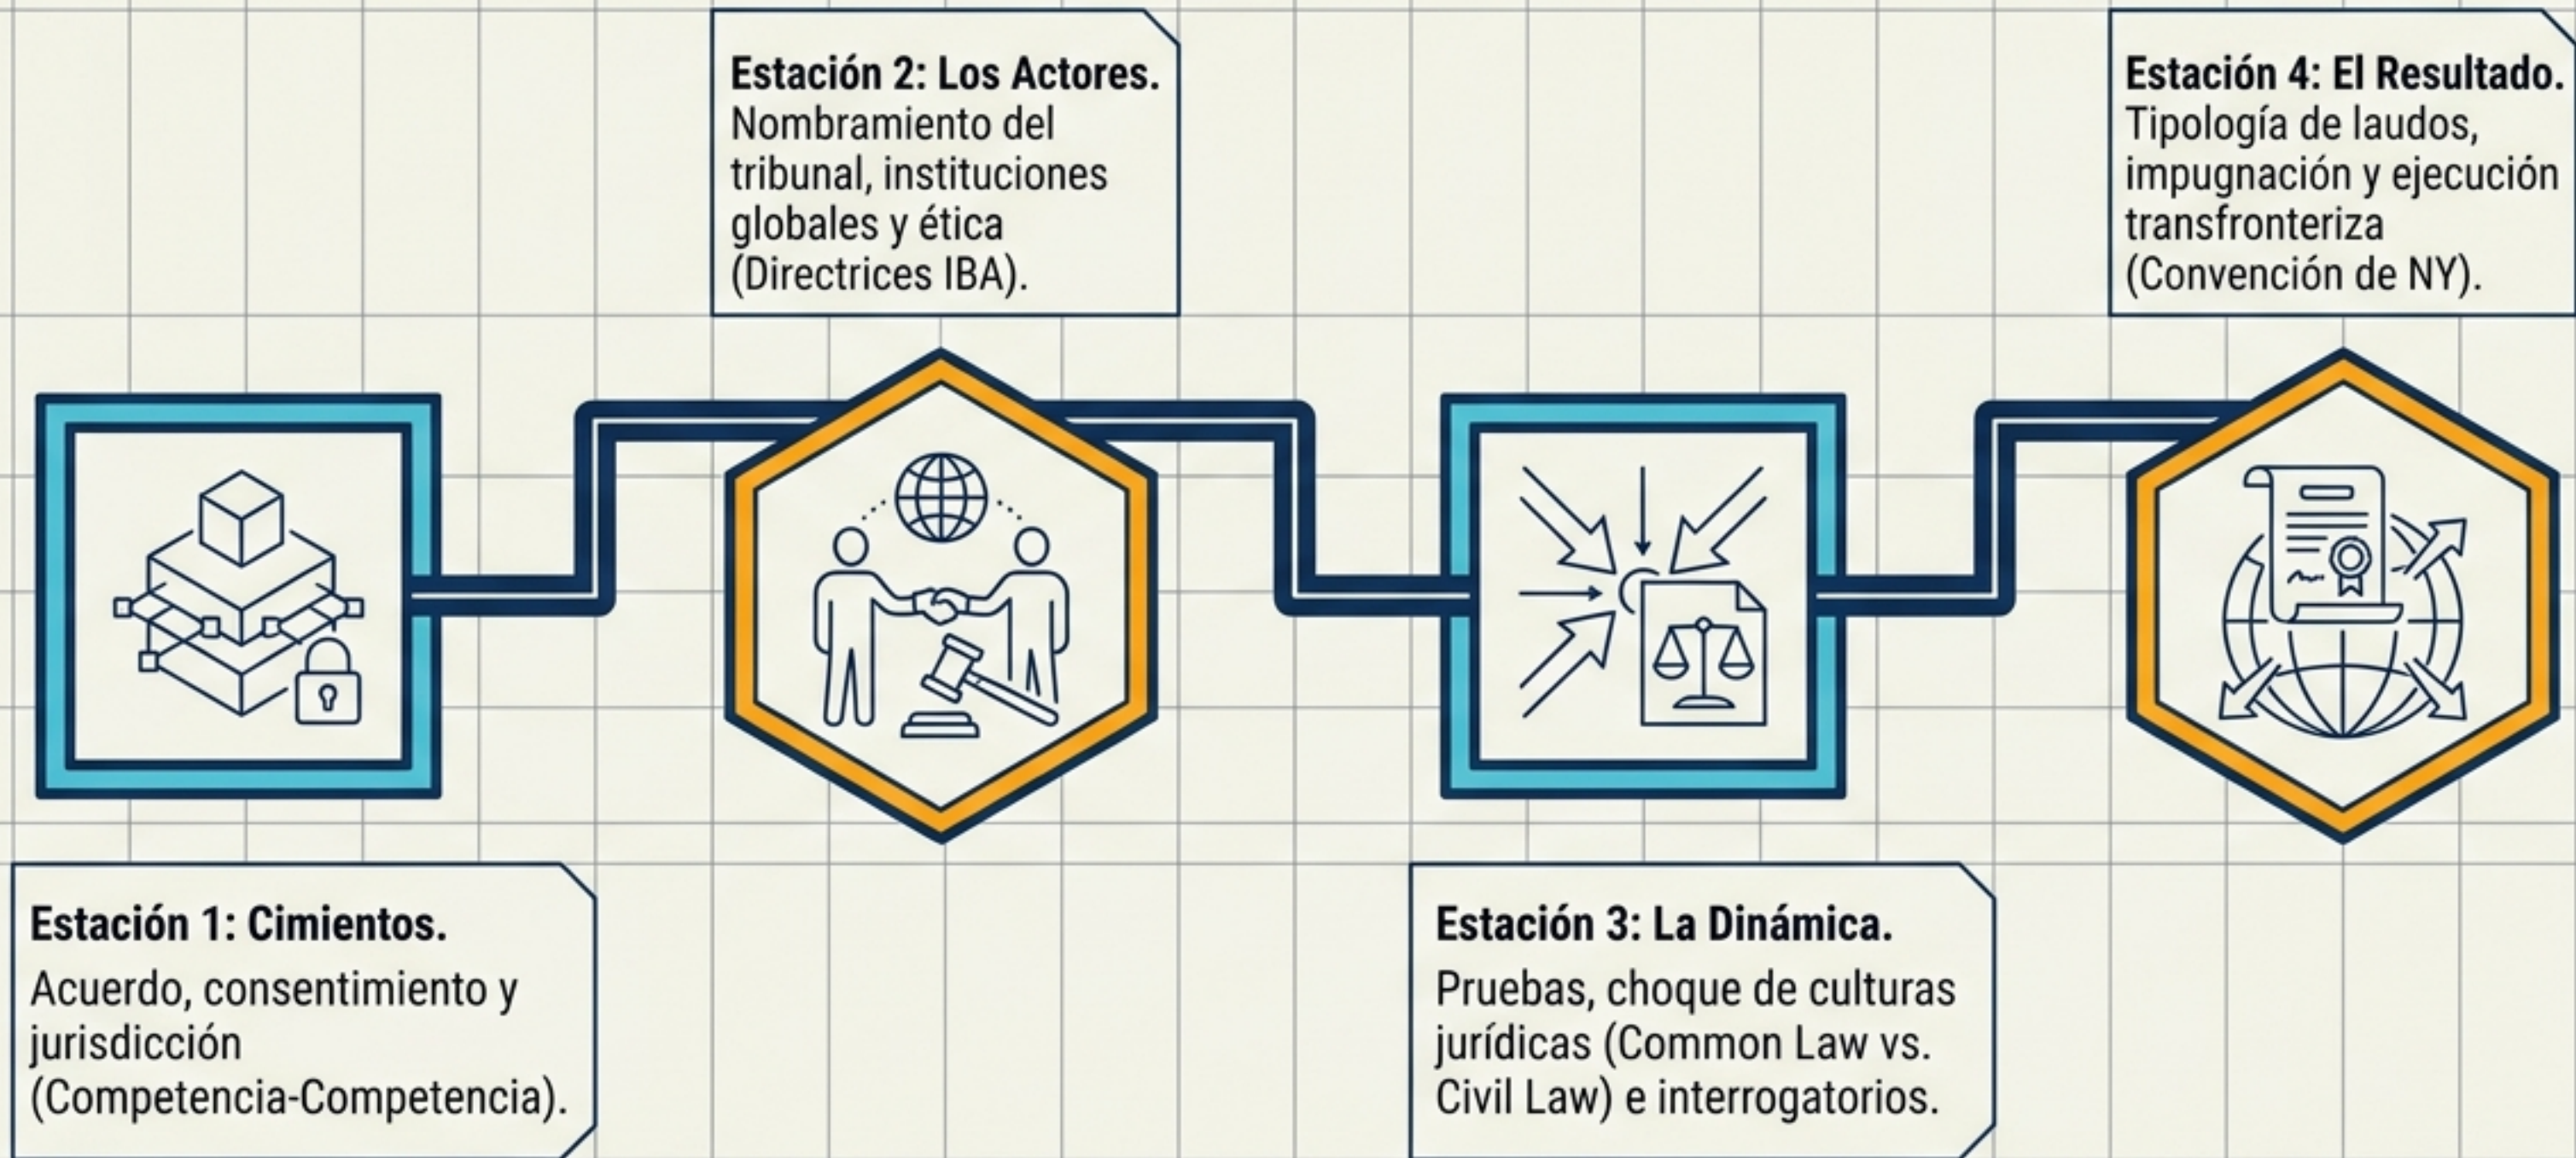 Estación 1: Cimientos.
Acuerdo, consentimiento y
jurisdicción
(Competencia-Competencia).
Estación 2: Los Actores.
Nombramiento del
tribunal, instituciones
globales y ética
(Directrices IBA).
Estación 3: La Dinámica.
Pruebas, choque de culturas
jurídicas (Common Law vs.
Civil Law) e interrogatorios.
Estación 4: El Resultado.
Tipología de laudos,
impugnación y ejecución
transfronteriza
(Convención de NY).